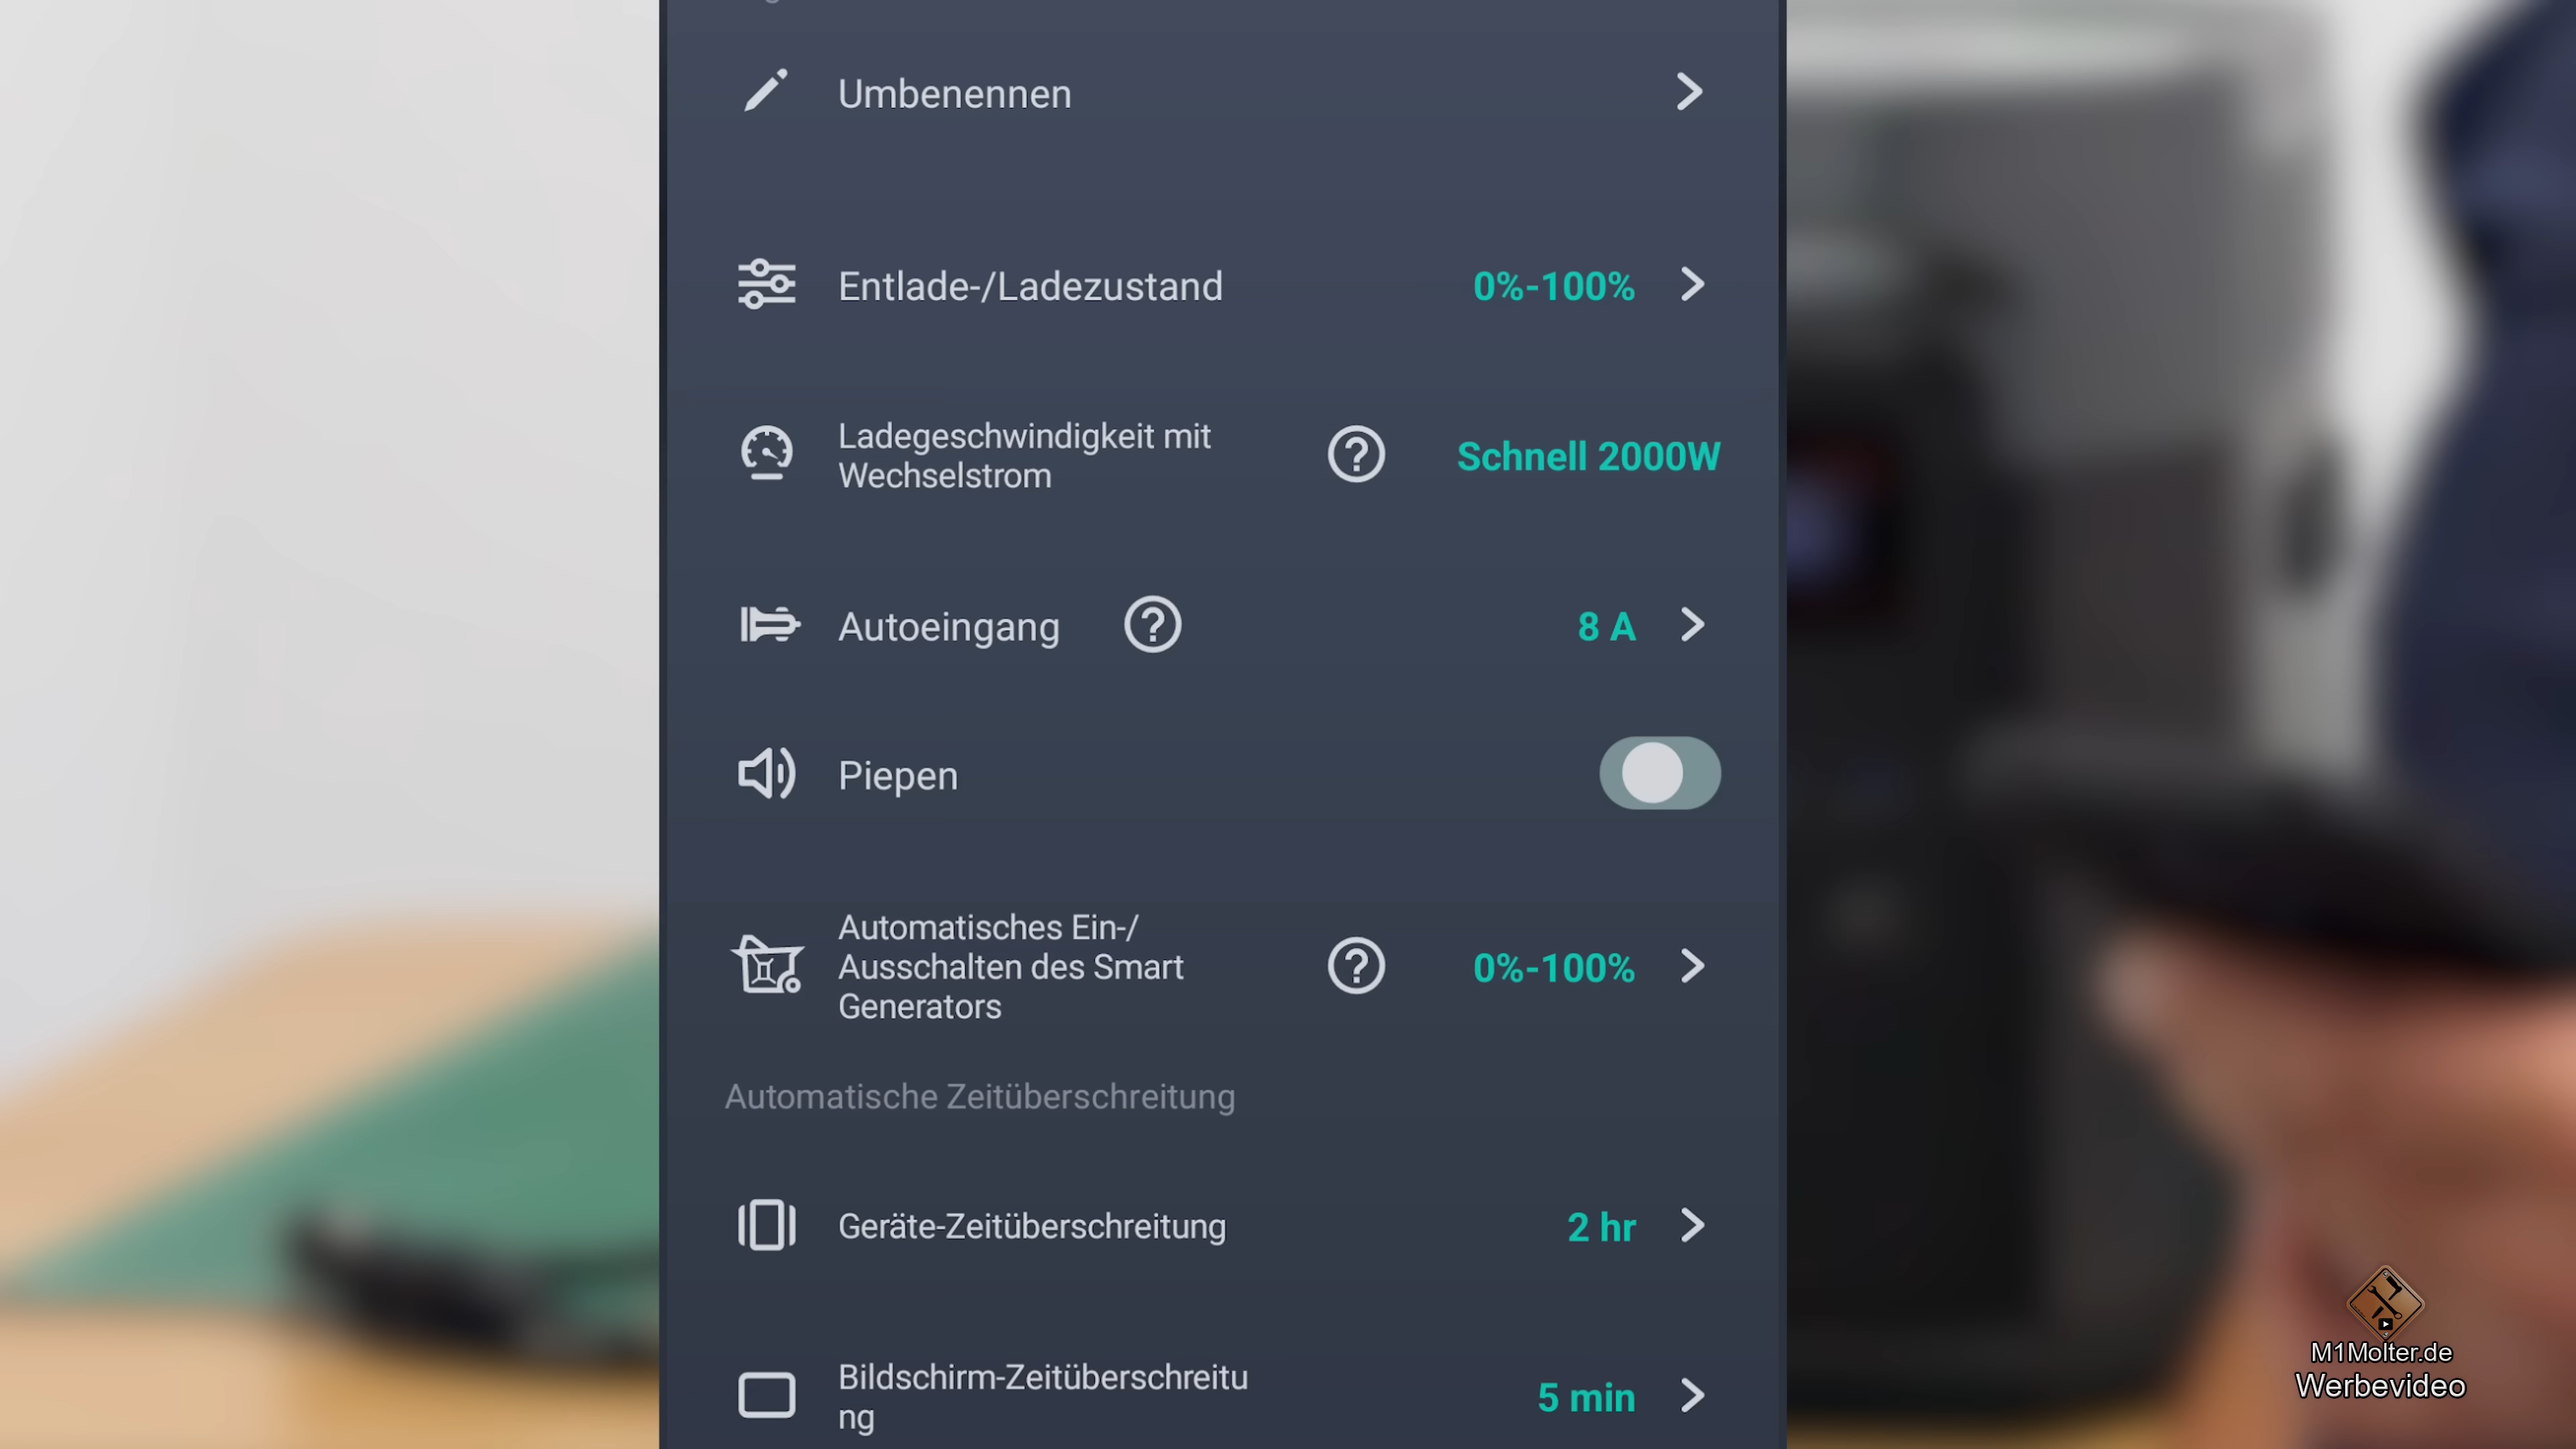 Umbenennen
Entlade-/Ladezustand 0%-100%
Ladegeschwindigkeit mit
Wechselstrom
Schnell 2000W
Autoeingang 8 A
Piepen
Automatisches Ein-/
Ausschalten des Smart
Generators
0%-100%
Automatische Zeitüberschreitung
Geräte-Zeitüberschreitung 2 hr
Bildschirm-Zeitüberschreitu
ng
5 min
M1Molter.de
Werbevideo